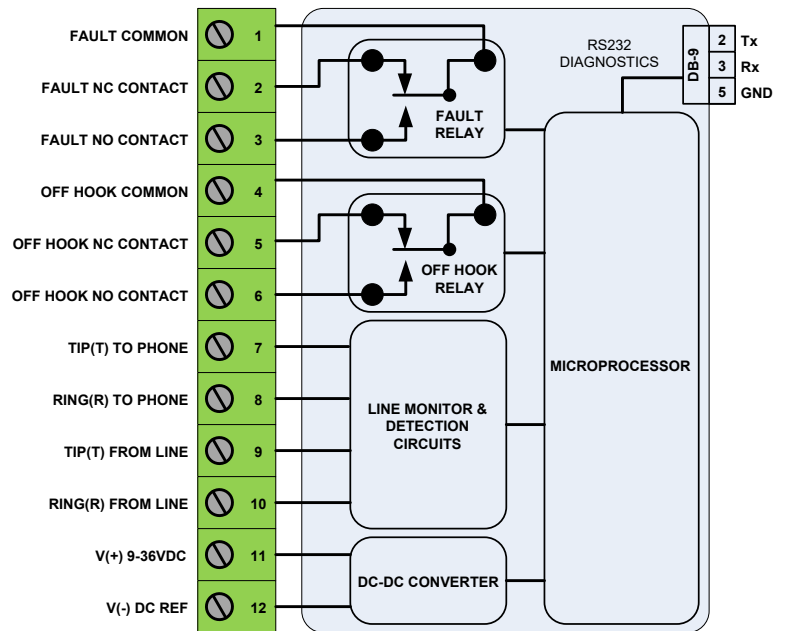 FAULT COMMON 1
FAULT NC CONTACT 2
FAULT NO CONTACT 3
OFF HOOK COMMON 4
OFF HOOK NC CONTACT 5
OFF HOOK NO CONTACT 6
TIP(T) TO PHONE 7
RING(R) TO PHONE 8
TIP(T) FROM LINE 9
RING(R) FROM LINE 10
V(+) 9-36VDC 11
V(-) DC REF 12
FAULT
RELAY
OFF HOOK
RELAY
LINE MONITOR &
DETECTION
CIRCUITS
DC-DC CONVERTER
MICROPROCESSOR
RS232
DIAGNOSTICS
DB-9
2 Tx
3 Rx
5 GND